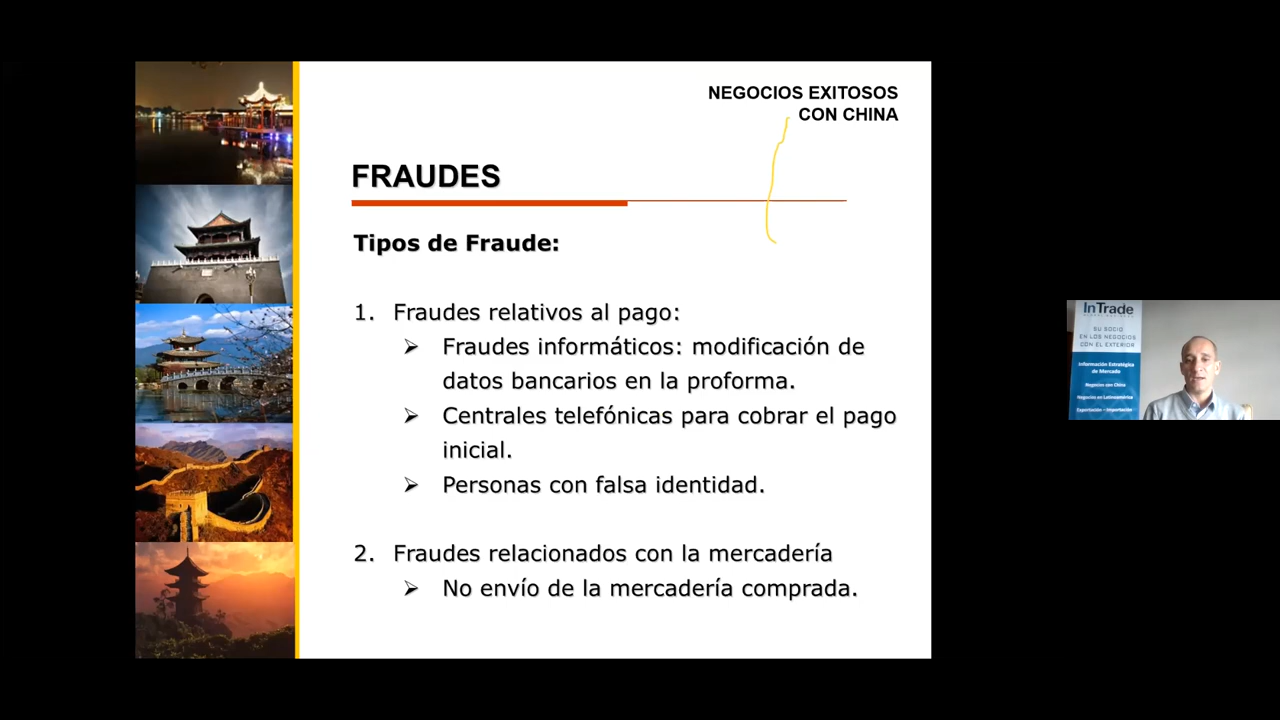 NEGOCIOS EXITOSOS
CON CHINA
FRAUDES
Tipos de Fraude:
1. Fraudes relativos al pago:
➢ Fraudes informáticos: modificación de
datos bancarios en la proforma.
➢ Centrales telefónicas para cobrar el pago
inicial.
➢ Personas con falsa identidad.
2. Fraudes relacionados con la mercadería
➢ No envío de la mercadería comprada.
InTrade
SU SOCIO
EN LOS NEGOCIOS
CON EL EXTERIOR
Información Estratégica
de Mercado
Negocios con China
Negocios en Latinoamérica
Exportación - Importación